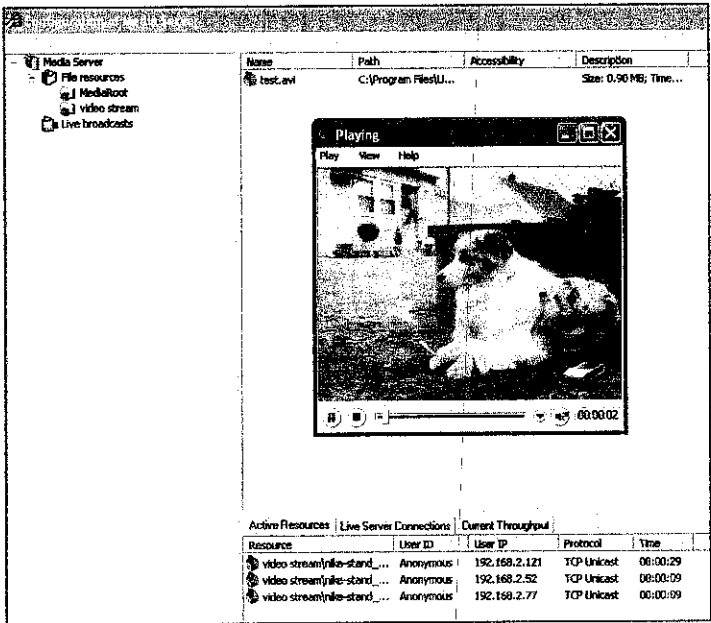 Media Server
File resources
MediaRoot
video stream
Live broadcasts
Name Path Accessibility Description
test.avi C:\Program Files\U... Size: 0.90 MB; Time...
Playing
Play View Help
00:00:02
Active Resources Live Server Connections Current Throughput
Resource User ID User IP Protocol Time
video stream\nike-stand_... Anonymous 192.168.2.121 TCP Unicast 00:00:29
video stream\nike-stand_... Anonymous 192.168.2.52 TCP Unicast 00:00:09
video stream\nike-stand_... Anonymous 192.168.2.77 TCP Unicast 00:00:09